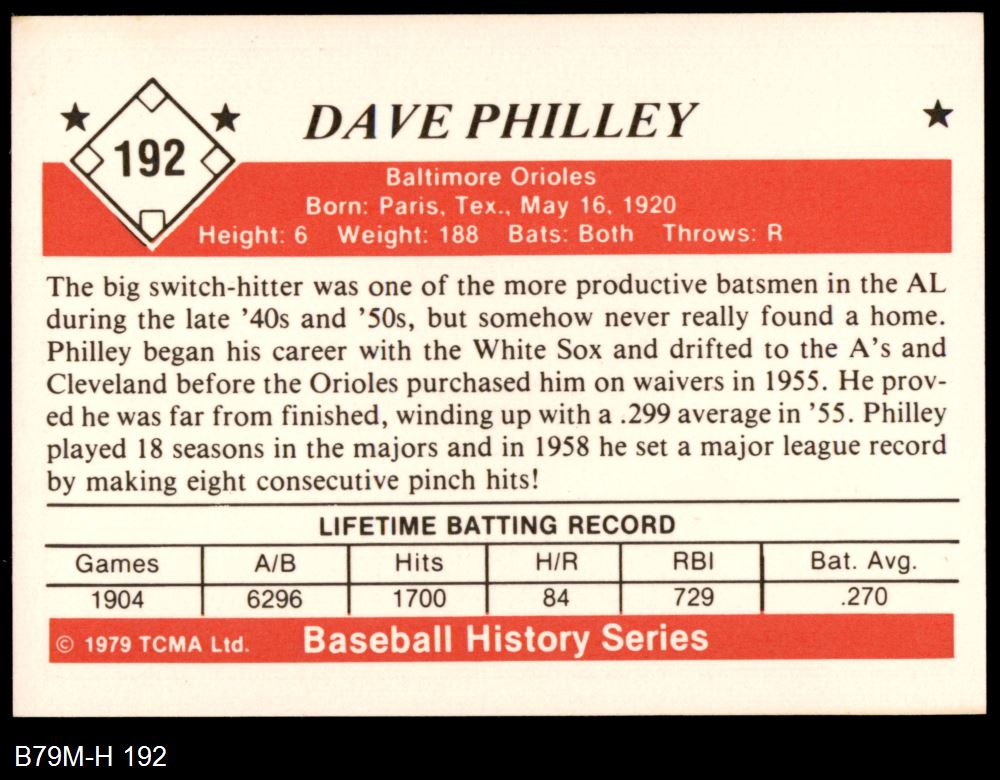 192
DAVE PHILLEY
Baltimore Orioles
Born: Paris, Tex., May 16, 1920
Height: 6 Weight: 188 Bats: Both Throws: R
The big switch-hitter was one of the more productive batsmen in the AL
during the late '40s and '50s, but somehow never really found a home.
Philley began his career with the White Sox and drifted to the A's and
Cleveland before the Orioles purchased him on waivers in 1955. He prov-
ed he was far from finished, winding up with a .299 average in '55. Philley
played 18 seasons in the majors and in 1958 he set a major league record
by making eight consecutive pinch hits!
LIFETIME BATTING RECORD
Games A/B Hits H/R RBI Bat. Avg.
1904 6296 1700 84 729 .270
© 1979 TCMA Ltd. Baseball History Series
B79M-H 192